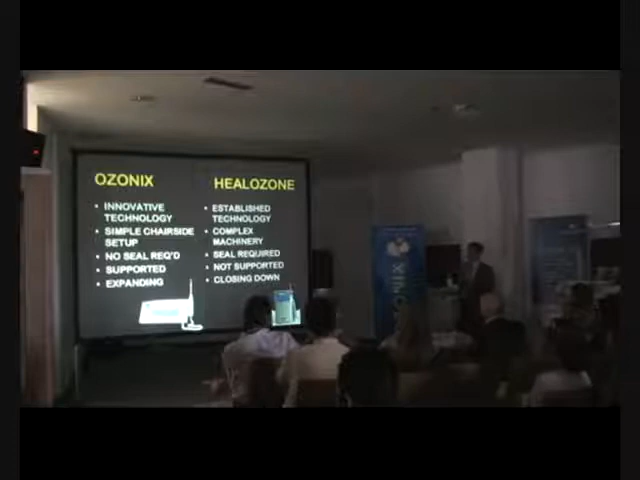 OZONIX
• INNOVATIVE
TECHNOLOGY
• SIMPLE CHAIRSIDE
SETUP
• NO SEAL REQ'D
• SUPPORTED
• EXPANDING
HEALOZONE
• ESTABLISHED
TECHNOLOGY
• COMPLEX
MACHINERY
• SEAL REQUIRED
• NOT SUPPORTED
• CLOSING DOWN
ONIX